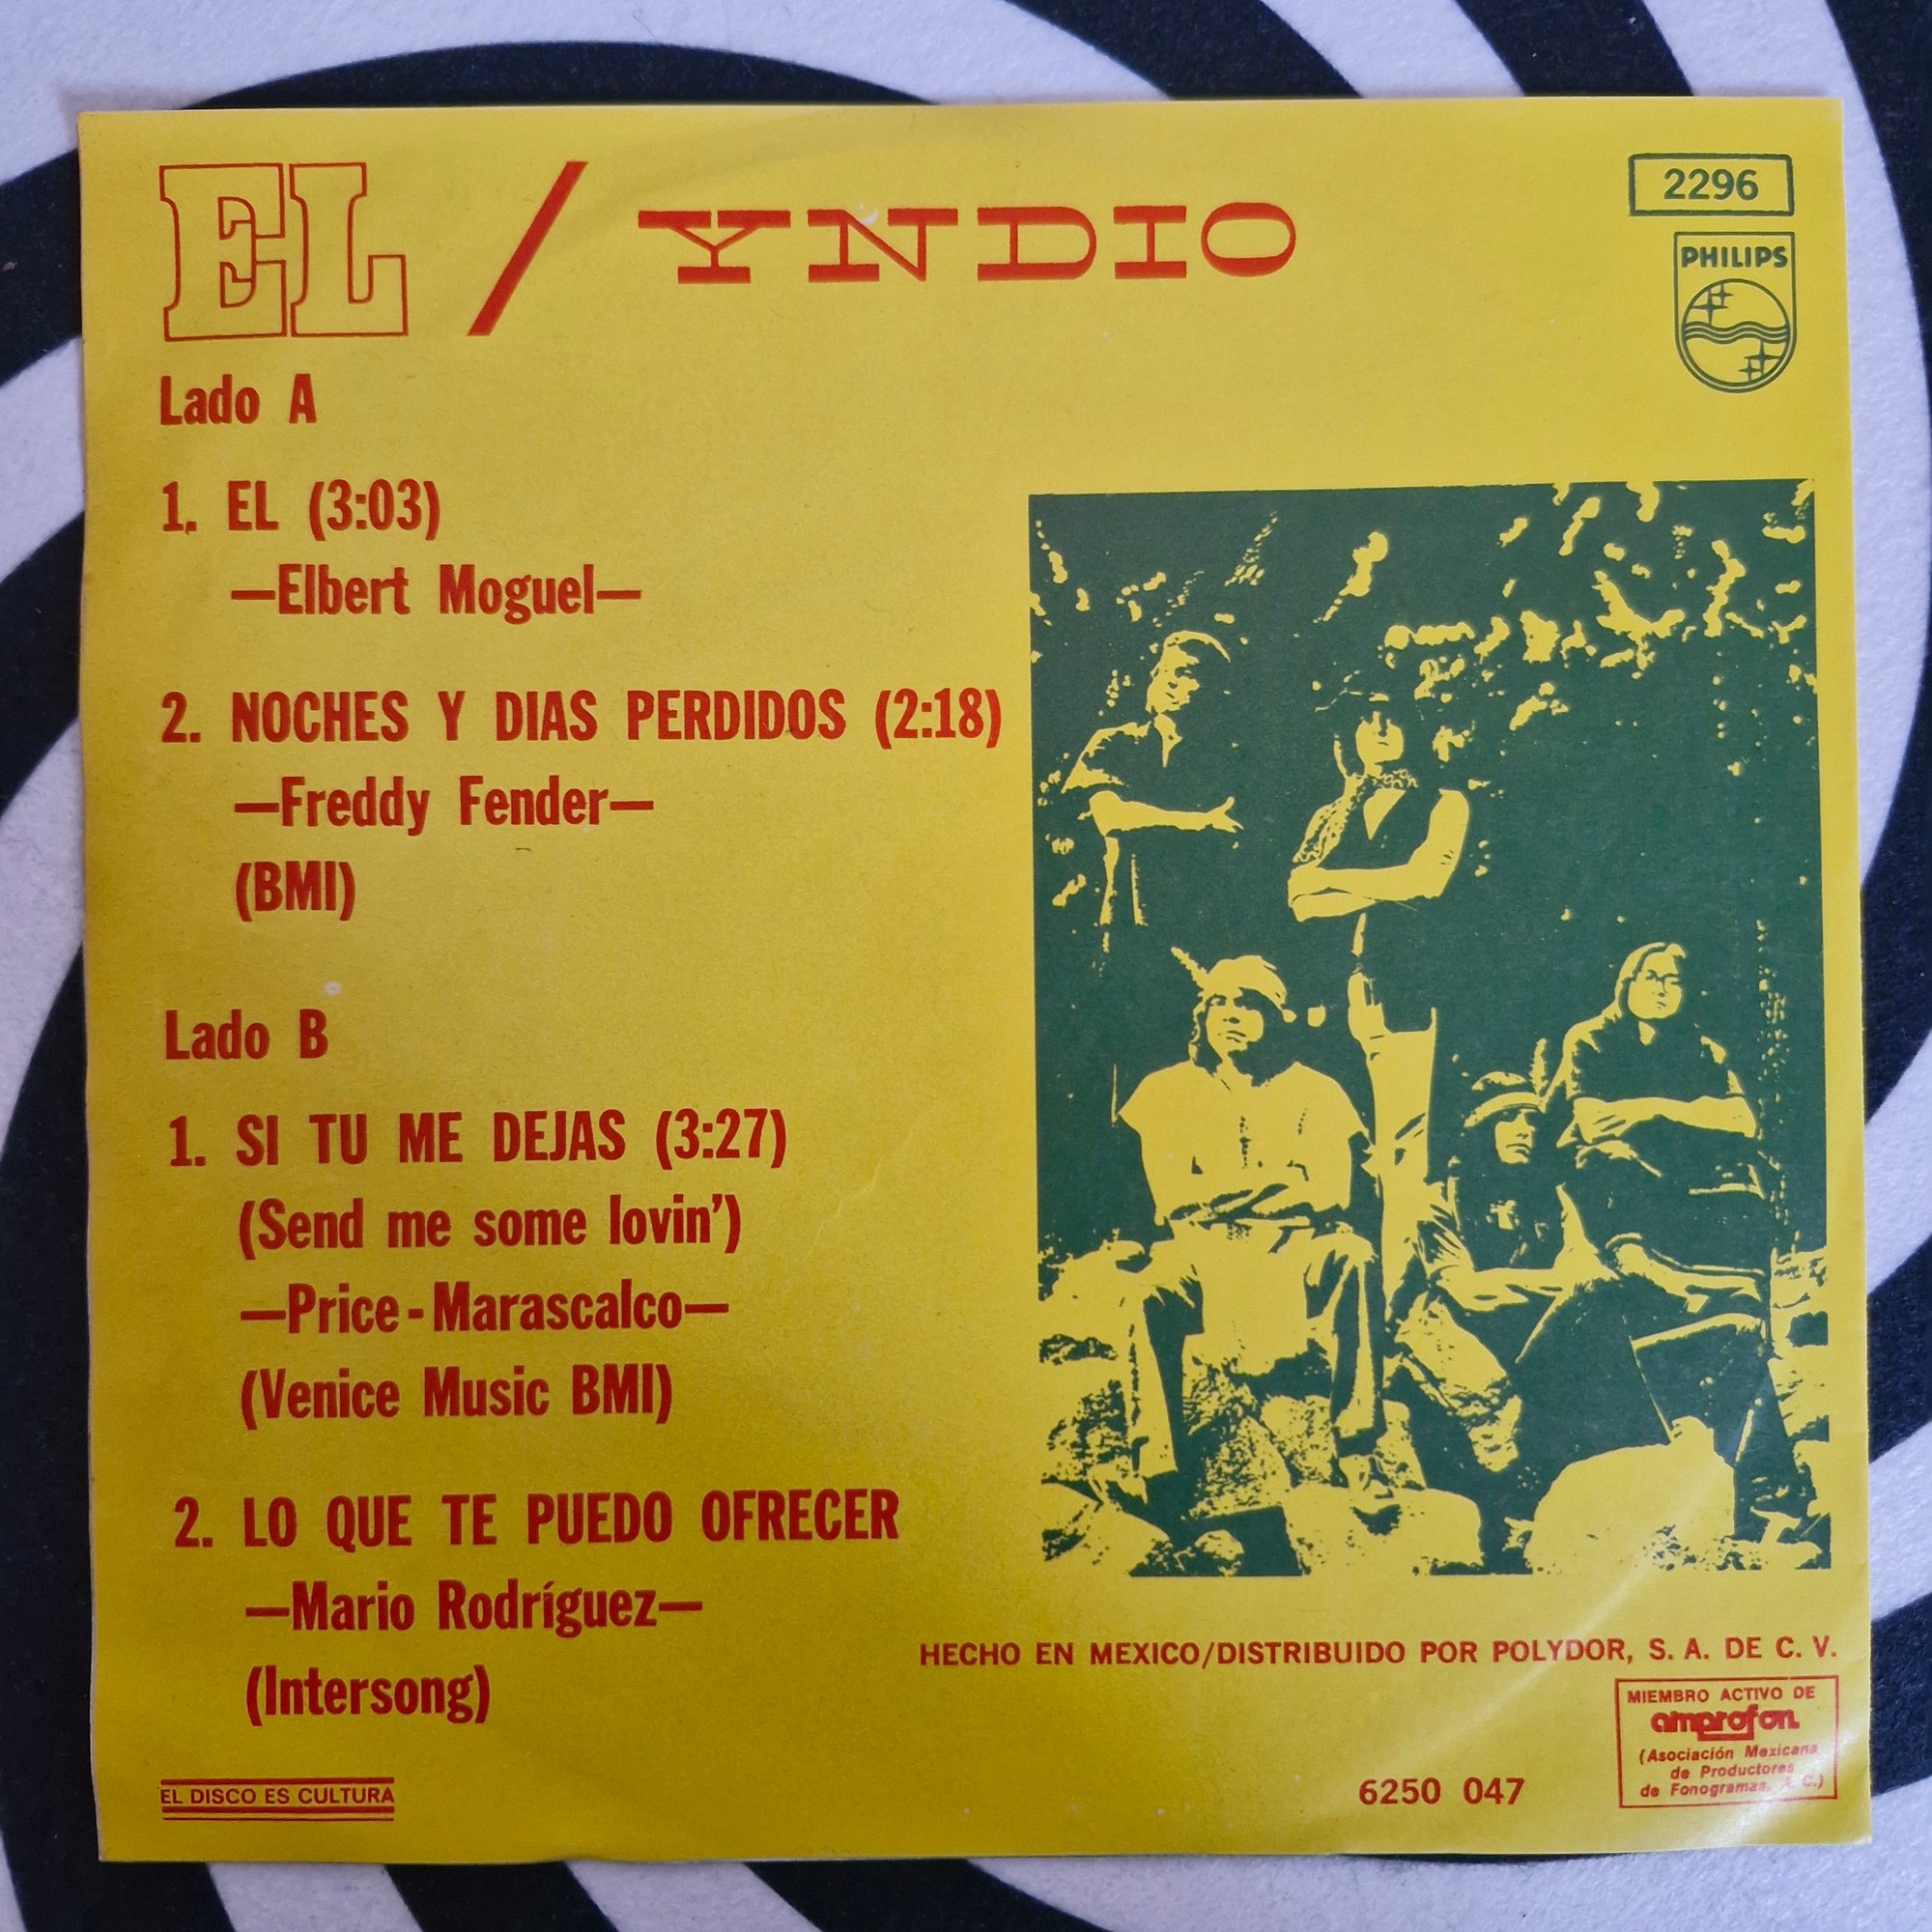 EL / YNDIO
2296
PHILIPS
Lado A
1. EL (3:03)
—Elbert Moguel—
2. NOCHES Y DIAS PERDIDOS (2:18)
—Freddy Fender—
(BMI)
Lado B
1. SI TU ME DEJAS (3:27)
(Send me some lovin')
—Price-Marascalco—
(Venice Music BMI)
2. LO QUE TE PUEDO OFRECER
—Mario Rodríguez—
(Intersong)
HECHO EN MEXICO/DISTRIBUIDO POR POLYDOR, S. A. DE C. V.
MIEMBRO ACTIVO DE
amprofon
(Asociación Mexicana
de Productores
de Fonogramas, A. C.)
6250 047
EL DISCO ES CULTURA